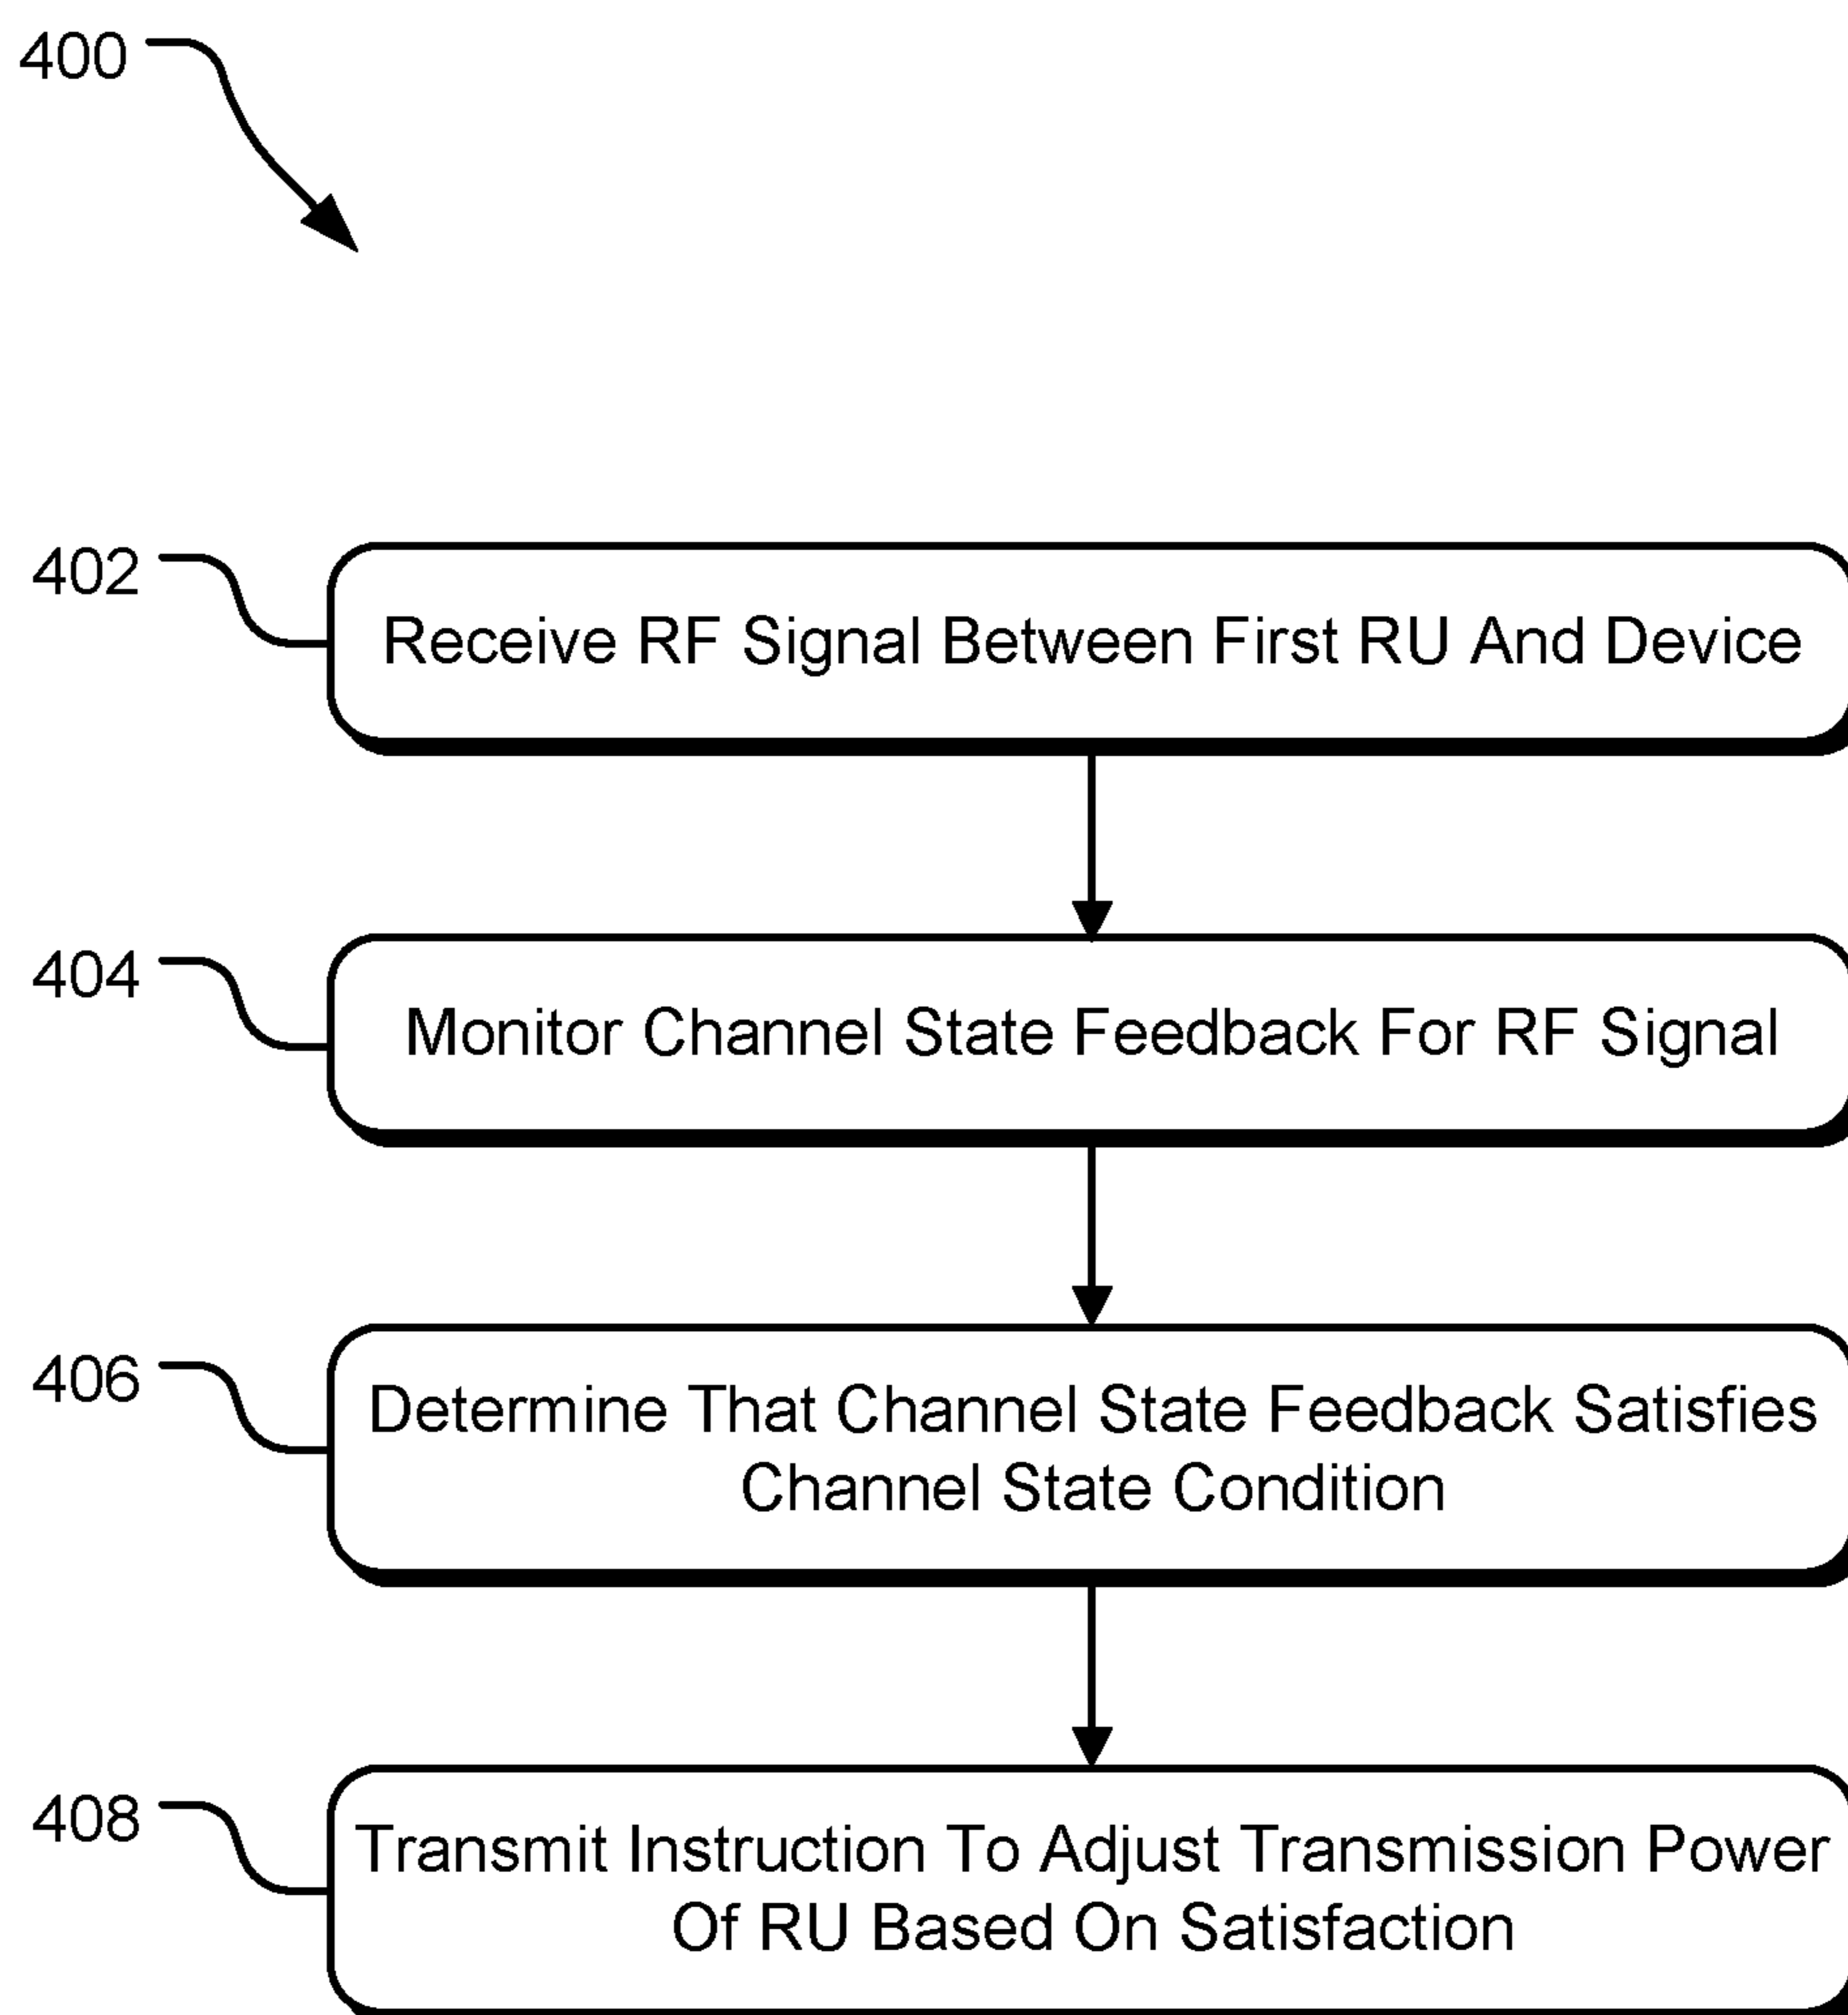 400
402
Receive RF Signal Between First RU And Device
404
Monitor Channel State Feedback For RF Signal
406
Determine That Channel State Feedback Satisfies
Channel State Condition
408
Transmit Instruction To Adjust Transmission Power
Of RU Based On Satisfaction